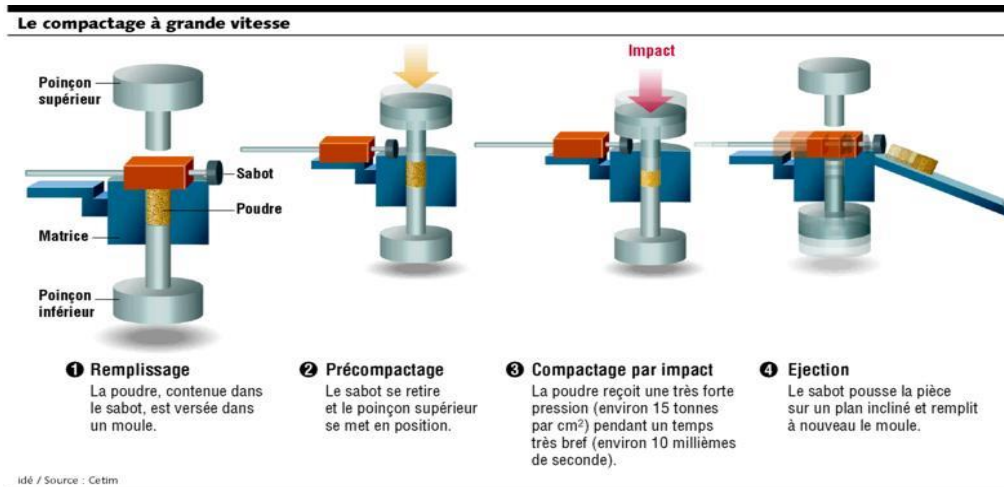 Le compactage à grande vitesse
Poinçon
supérieur
Sabot
Poudre
Matrice
Poinçon
inférieur
Impact
❶ Remplissage
La poudre, contenue dans
le sabot, est versée dans
un moule.
❷ Précompactage
Le sabot se retire
et le poinçon supérieur
se met en position.
❸ Compactage par impact
La poudre reçoit une très forte
pression (environ 15 tonnes
par cm²) pendant un temps
très bref (environ 10 millièmes
de seconde).
❹ Ejection
Le sabot pousse la pièce
sur un plan incliné et remplit
à nouveau le moule.
idé / Source : Cetim